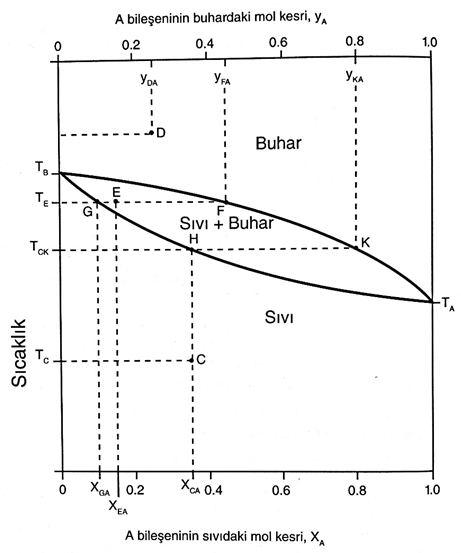 A bileşeninin buhardaki mol kesri, yA
0 0.2 0.4 0.6 0.8 1.0
yDA yFA yKA
D
Buhar
TB
TE
E
G
F
Sıvı + Buhar
H
K
TCK
TA
Sıvı
Sıcaklık
TC
C
0 0.2 0.4 0.6 0.8 1.0
XGA XCA
XEA
A bileşeninin sıvıdaki mol kesri, XA